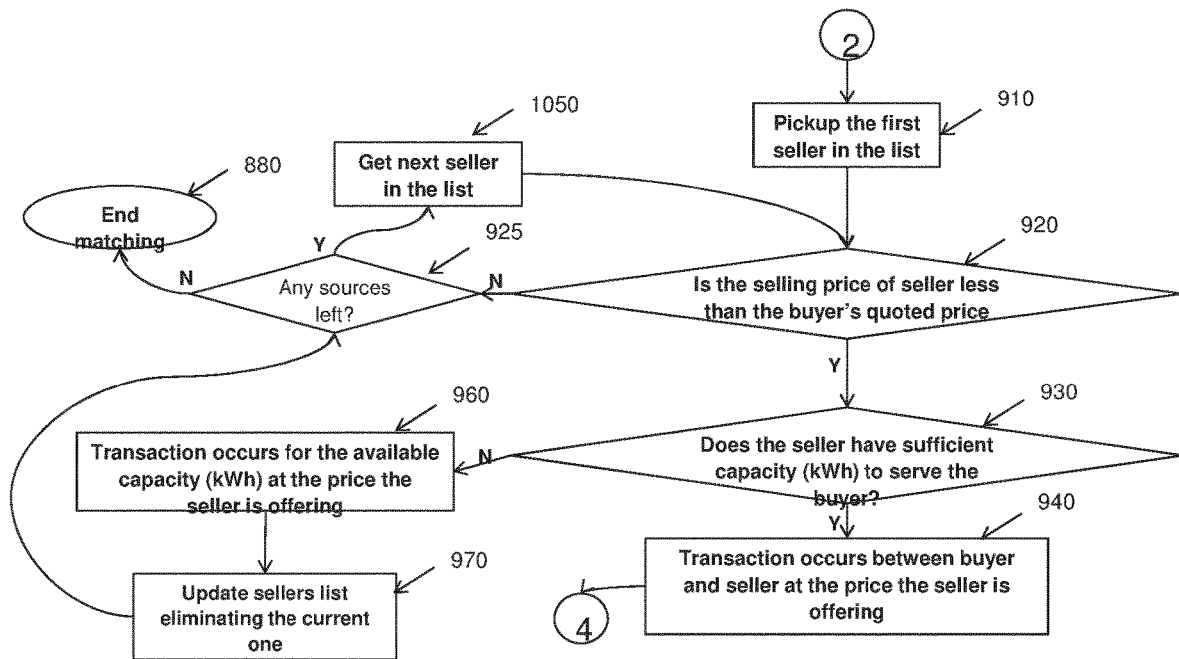 2
910
Pickup the first
seller in the list
1050
Get next seller
in the list
880
End
matching
N
Y
925
Any sources
left?
N
920
Is the selling price of seller less
than the buyer's quoted price
Y
930
Does the seller have sufficient
capacity (kWh) to serve the
buyer?
N
Y
960
Transaction occurs for the available
capacity (kWh) at the price the
seller is offering
940
Transaction occurs between buyer
and seller at the price the seller is
offering
970
Update sellers list
eliminating the current
one
4